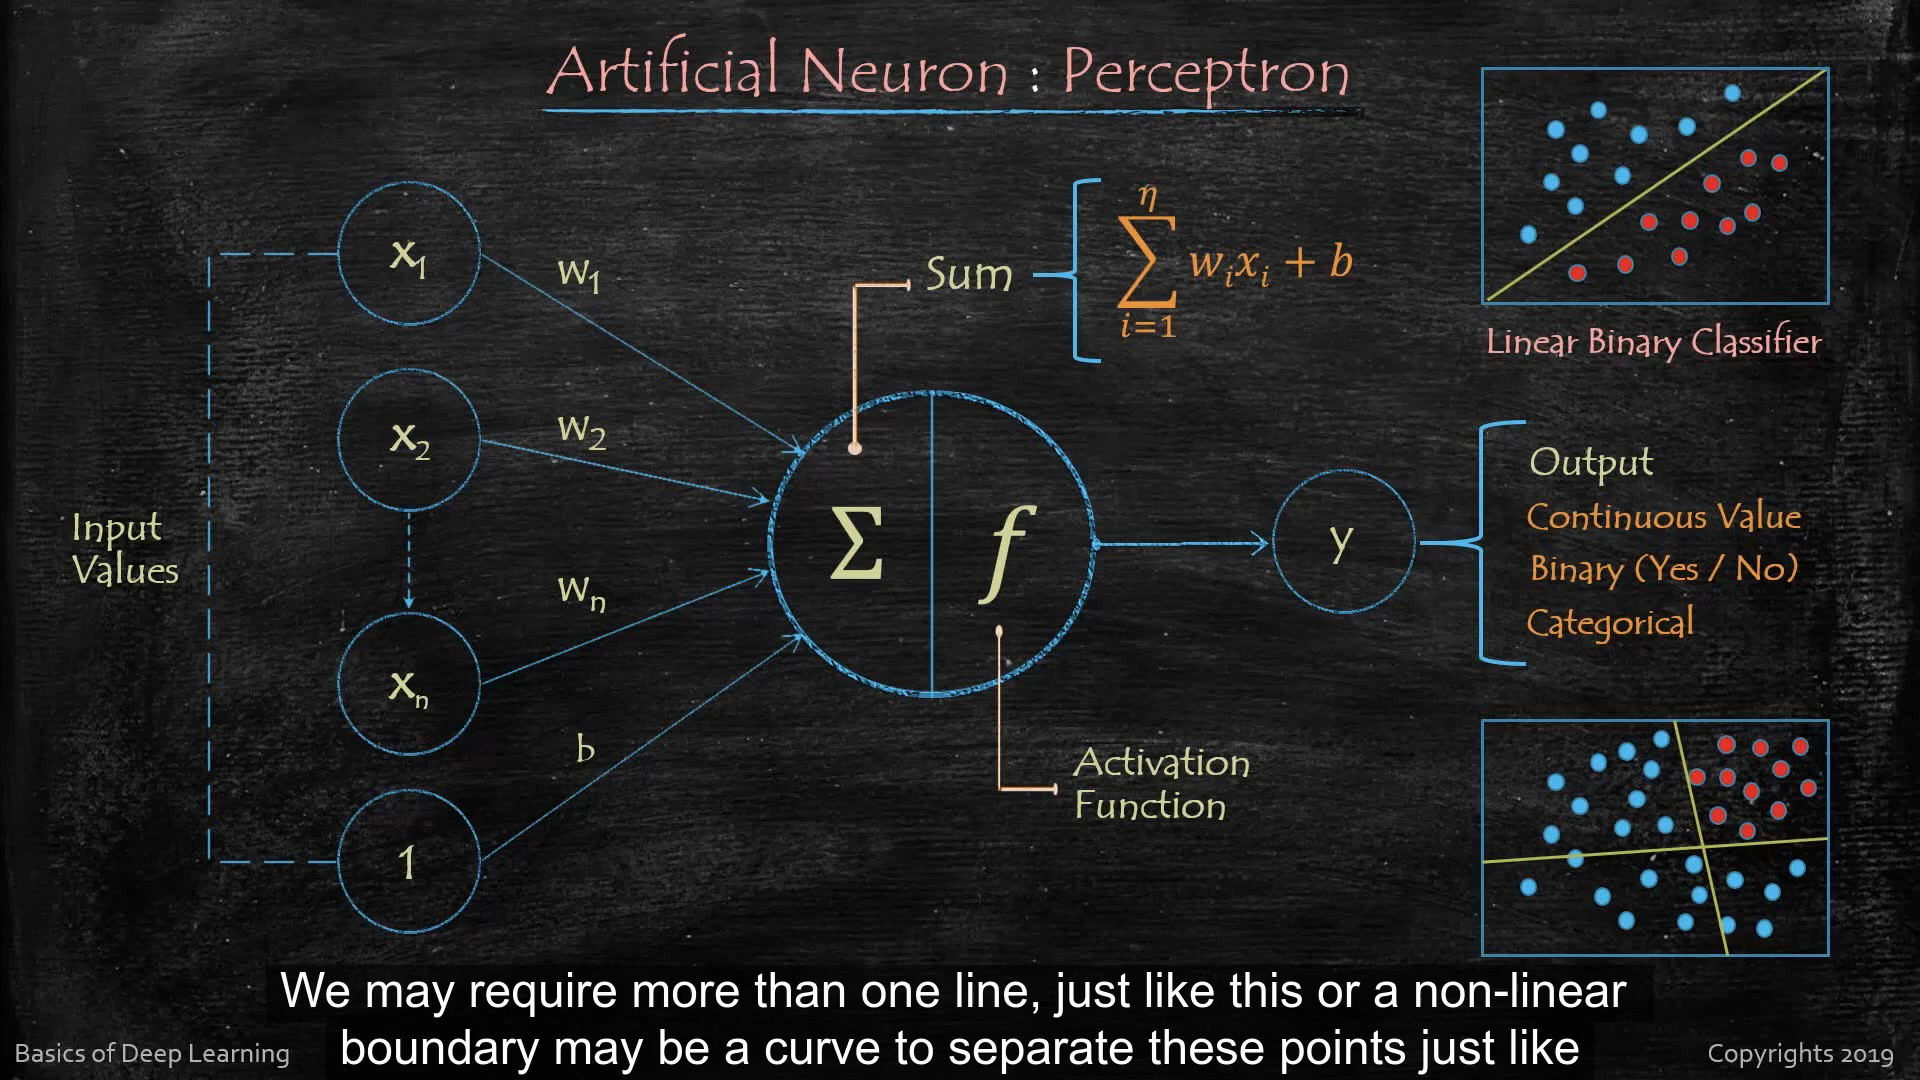 Artificial Neuron : Perceptron
Input
Values
x₁
x₂
xₙ
1
w₁
w₂
wₙ
b
Sum
η
∑ wᵢxᵢ + b
i=1
Σ f
Activation
Function
y
Linear Binary Classifier
Output
Continuous Value
Binary (Yes / No)
Categorical
We may require more than one line, just like this or a non-linear
boundary may be a curve to separate these points just like
Basics of Deep Learning
Copyrights 2019